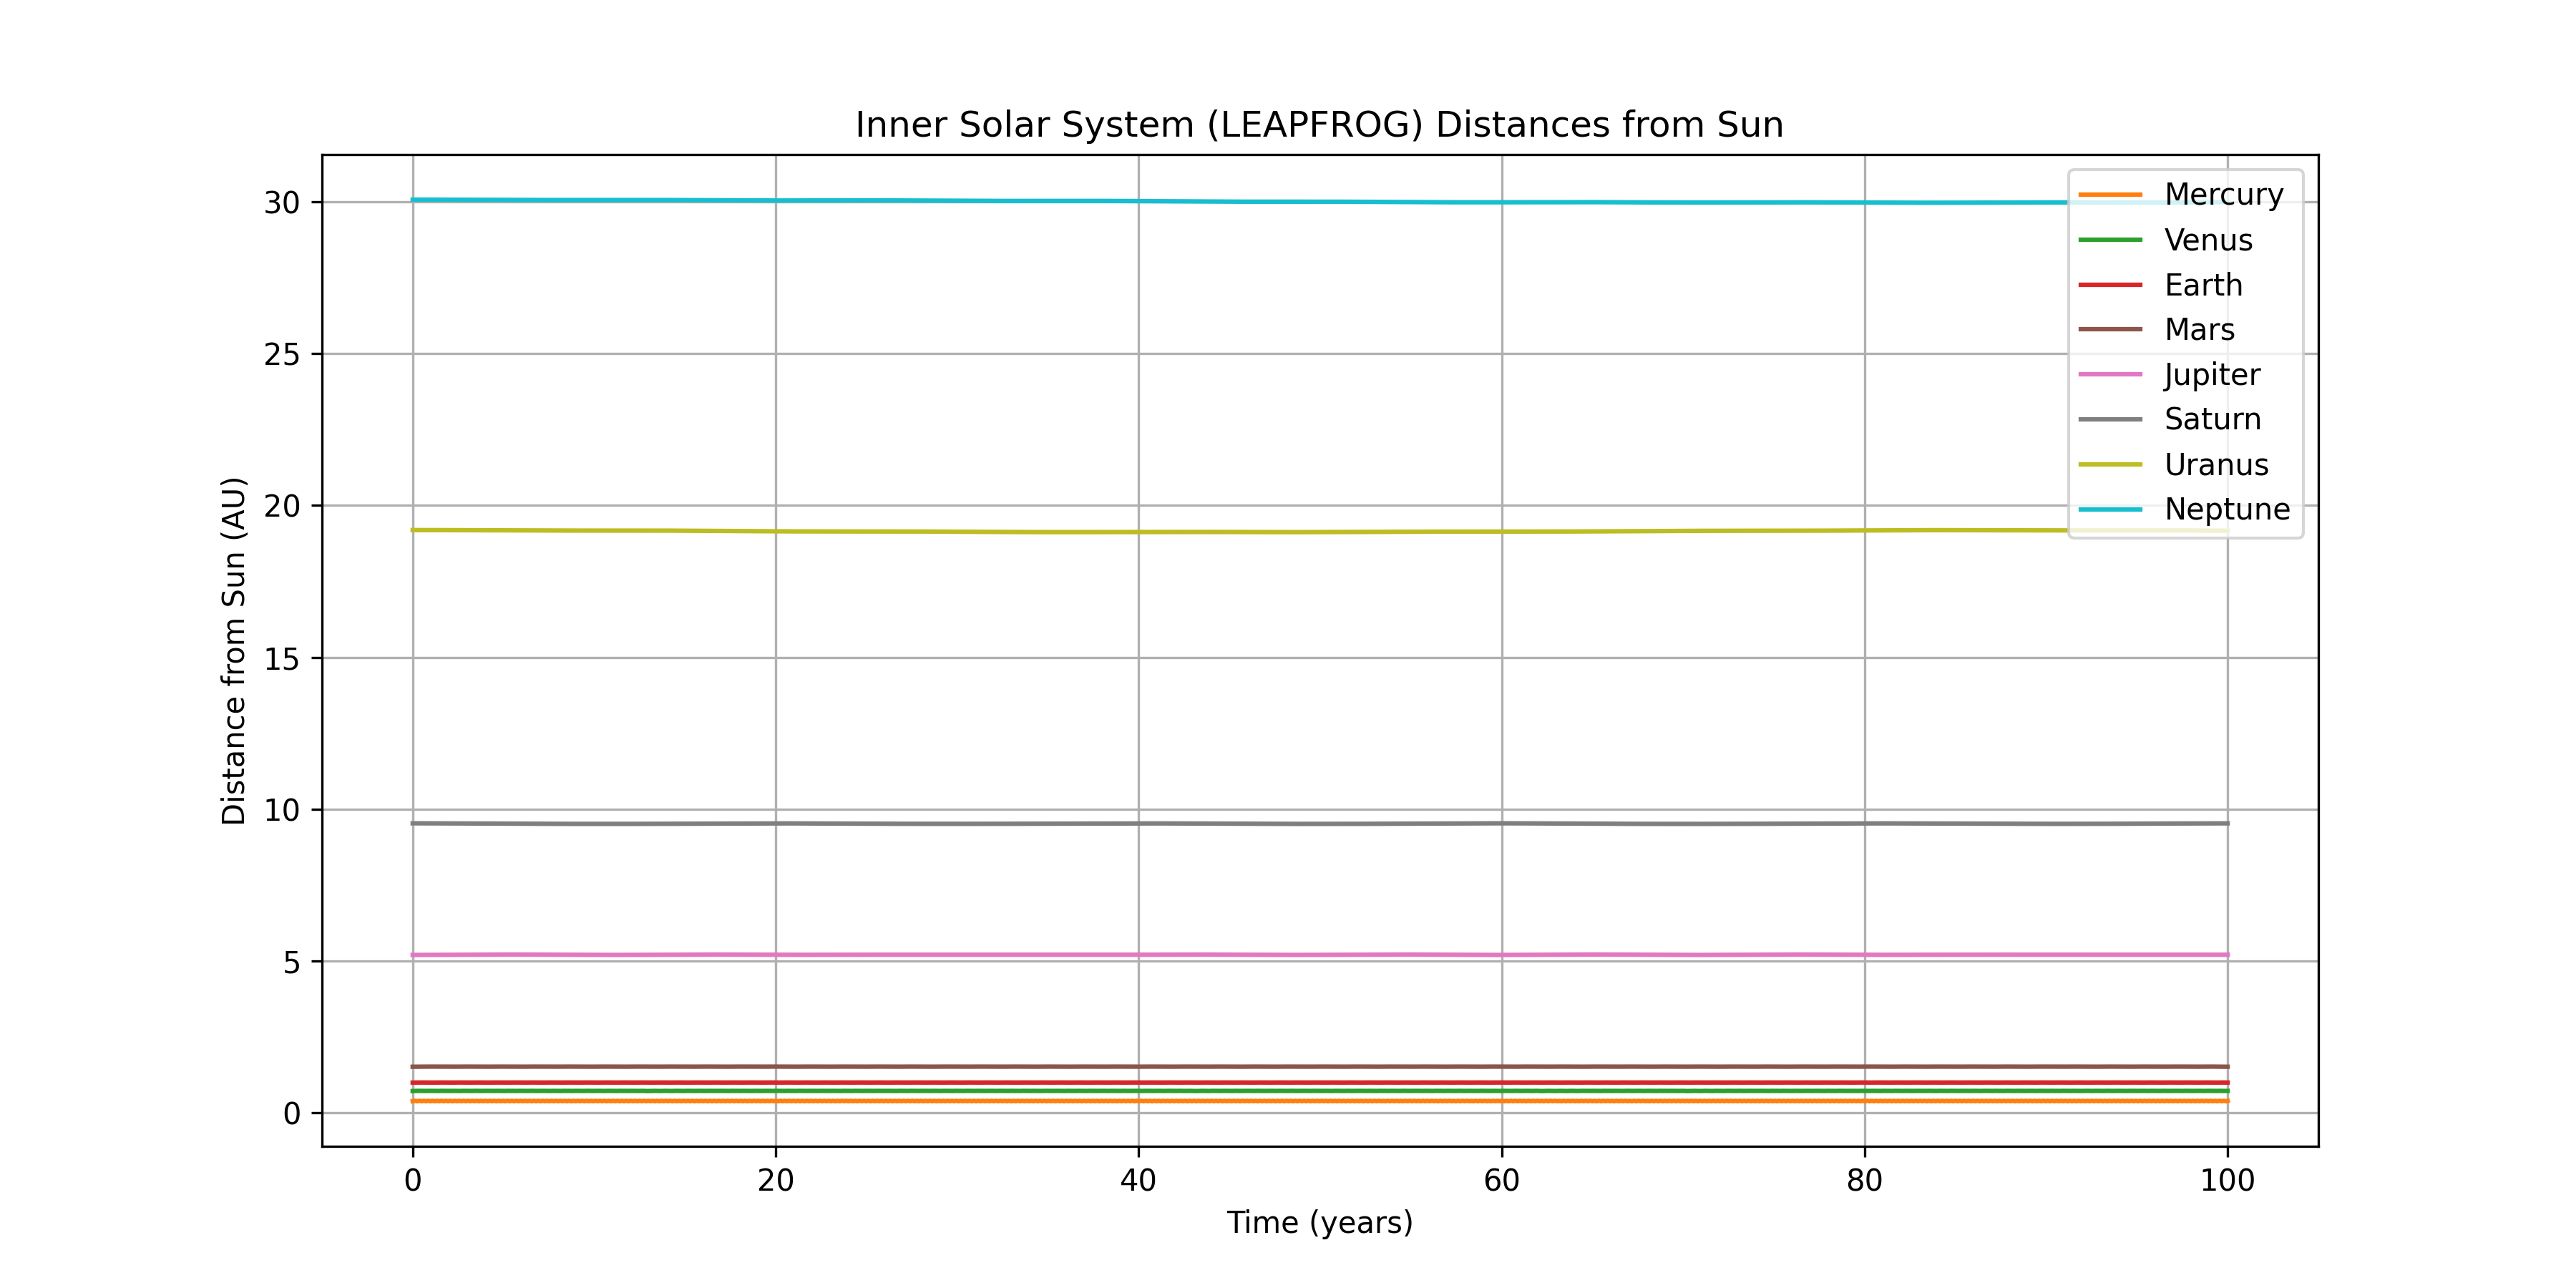 Inner Solar System (LEAPFROG) Distances from Sun
Distance from Sun (AU)
30
25
20
15
10
5
0
Mercury
Venus
Earth
Mars
Jupiter
Saturn
Uranus
Neptune
0 20 40 60 80 100
Time (years)